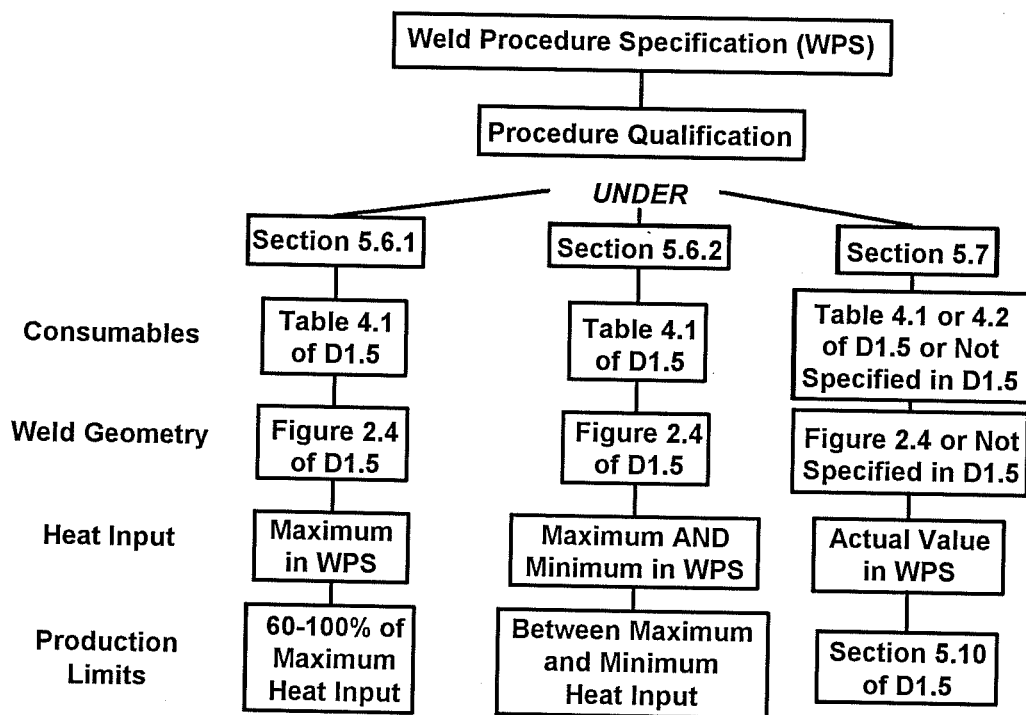 Weld Procedure Specification (WPS)
Procedure Qualification
UNDER
Section 5.6.1
Section 5.6.2
Section 5.7
Consumables
Table 4.1
of D1.5
Table 4.1
of D1.5
Table 4.1 or 4.2
of D1.5 or Not
Specified in D1.5
Weld Geometry
Figure 2.4
of D1.5
Figure 2.4
of D1.5
Figure 2.4 or Not
Specified in D1.5
Heat Input
Maximum
in WPS
Maximum AND
Minimum in WPS
Actual Value
in WPS
Production
Limits
60-100% of
Maximum
Heat Input
Between Maximum
and Minimum
Heat Input
Section 5.10
of D1.5